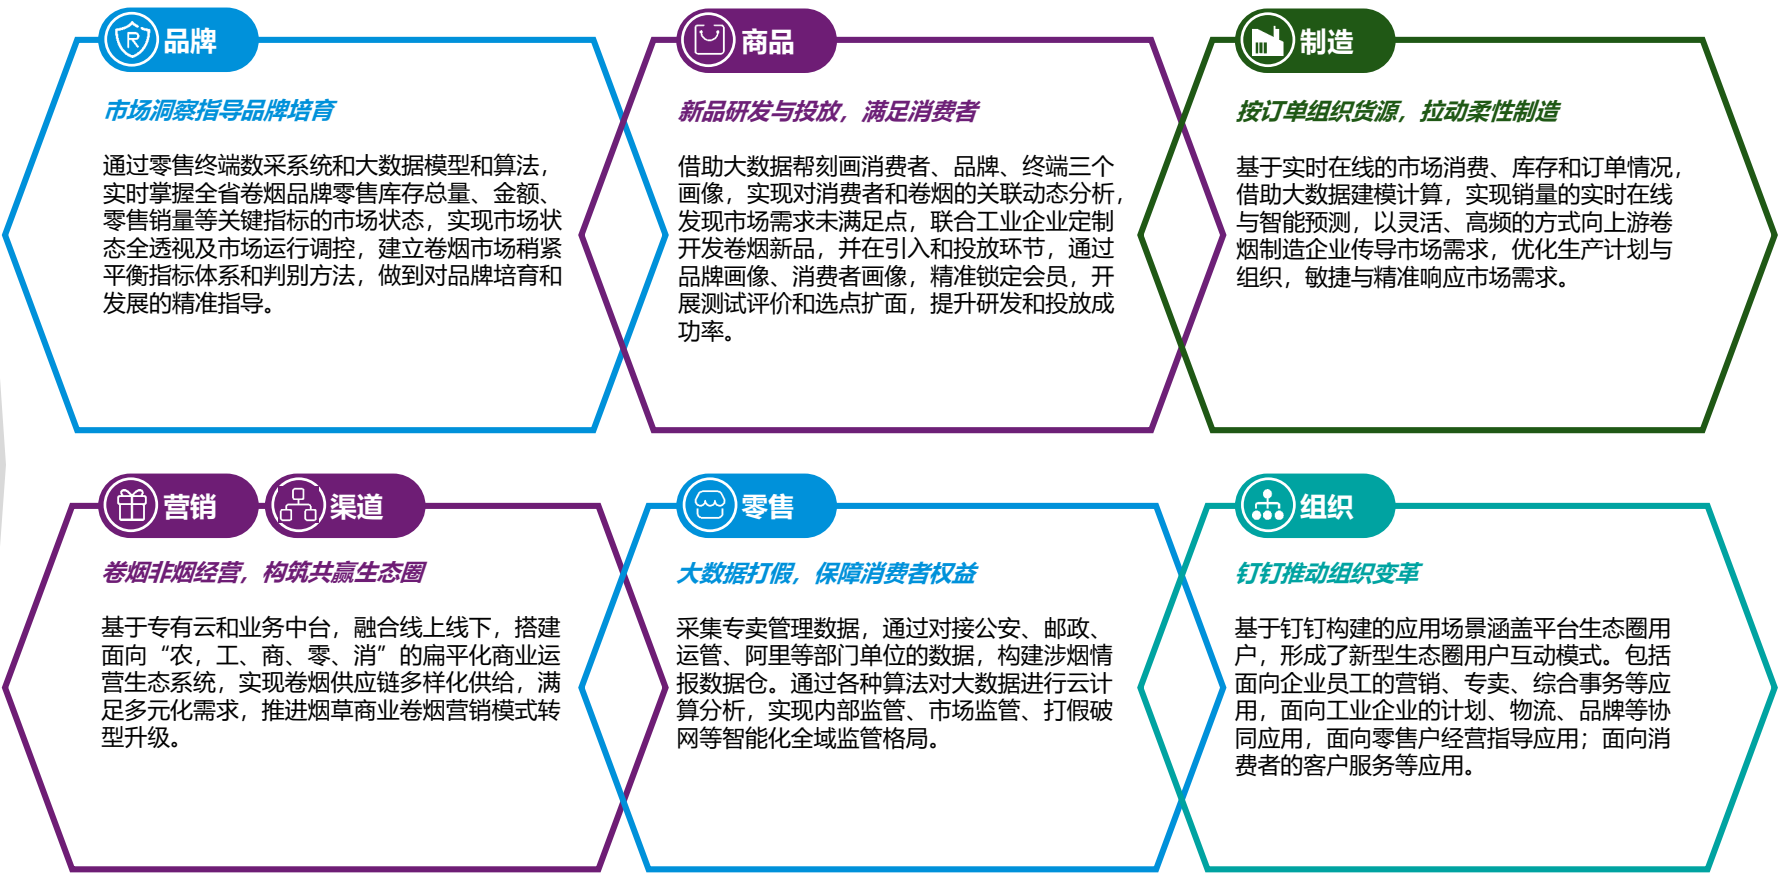 品牌
市场洞察指导品牌培育
通过零售终端数采系统和大数据模型和算法，
实时掌握全省卷烟品牌零售库存总量、金额、
零售销量等关键指标的市场状态，实现市场状
态全透视及市场运行调控，建立卷烟市场稍紧
平衡指标体系和判别方法，做到对品牌培育和
发展的精准指导。
商品
新品研发与投放，满足消费者
借助大数据帮刻画消费者、品牌、终端三个
画像，实现对消费者和卷烟的关联动态分析，
发现市场需求未满足点，联合工业企业定制
开发卷烟新品，并在引入和投放环节，通过
品牌画像、消费者画像，精准锁定会员，开
展测试评价和选点扩面，提升研发和投放成
功率。
制造
按订单组织货源，拉动柔性制造
基于实时在线的市场消费、库存和订单情况，
借助大数据建模计算，实现销量的实时在线
与智能预测，以灵活、高频的方式向上游卷
烟制造企业传导市场需求，优化生产计划与
组织，敏捷与精准响应市场需求。
营销
渠道
卷烟非烟经营，构筑共赢生态圈
基于专有云和业务中台，融合线上线下，搭建
面向“农，工、商、零、消”的扁平化商业运
营生态系统，实现卷烟供应链多样化供给，满
足多元化需求，推进烟草商业卷烟营销模式转
型升级。
零售
大数据打假，保障消费者权益
采集专卖管理数据，通过对接公安、邮政、
运管、阿里等部门单位的数据，构建涉烟情
报数据仓。通过各种算法对大数据进行云计
算分析，实现内部监管、市场监管、打假破
网等智能化全域监管格局。
组织
钉钉推动组织变革
基于钉钉构建的应用场景涵盖平台生态圈用
户，形成了新型生态圈用户互动模式。包括
面向企业员工的营销、专卖、综合事务等应
用，面向工业企业的计划、物流、品牌等协
同应用，面向零售户经营指导应用；面向消
费者的客户服务等应用。